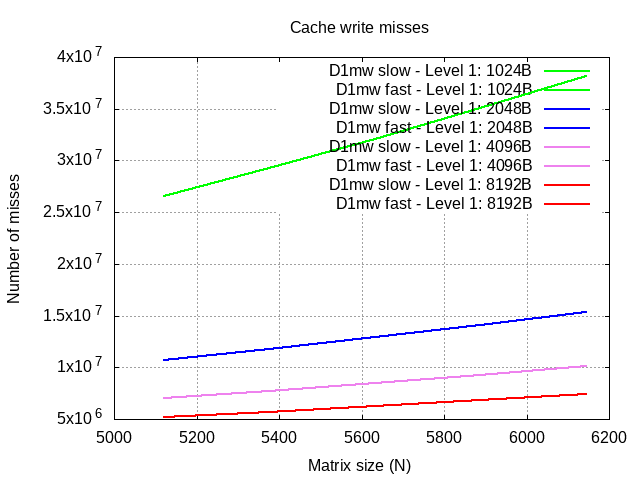 Cache write misses
4x10^7
3.5x10^7
3x10^7
2.5x10^7
2x10^7
1.5x10^7
1x10^7
5x10^6
Number of misses
D1mw slow - Level 1: 1024B
D1mw fast - Level 1: 1024B
D1mw slow - Level 1: 2048B
D1mw fast - Level 1: 2048B
D1mw slow - Level 1: 4096B
D1mw fast - Level 1: 4096B
D1mw slow - Level 1: 8192B
D1mw fast - Level 1: 8192B
5000 5200 5400 5600 5800 6000 6200
Matrix size (N)